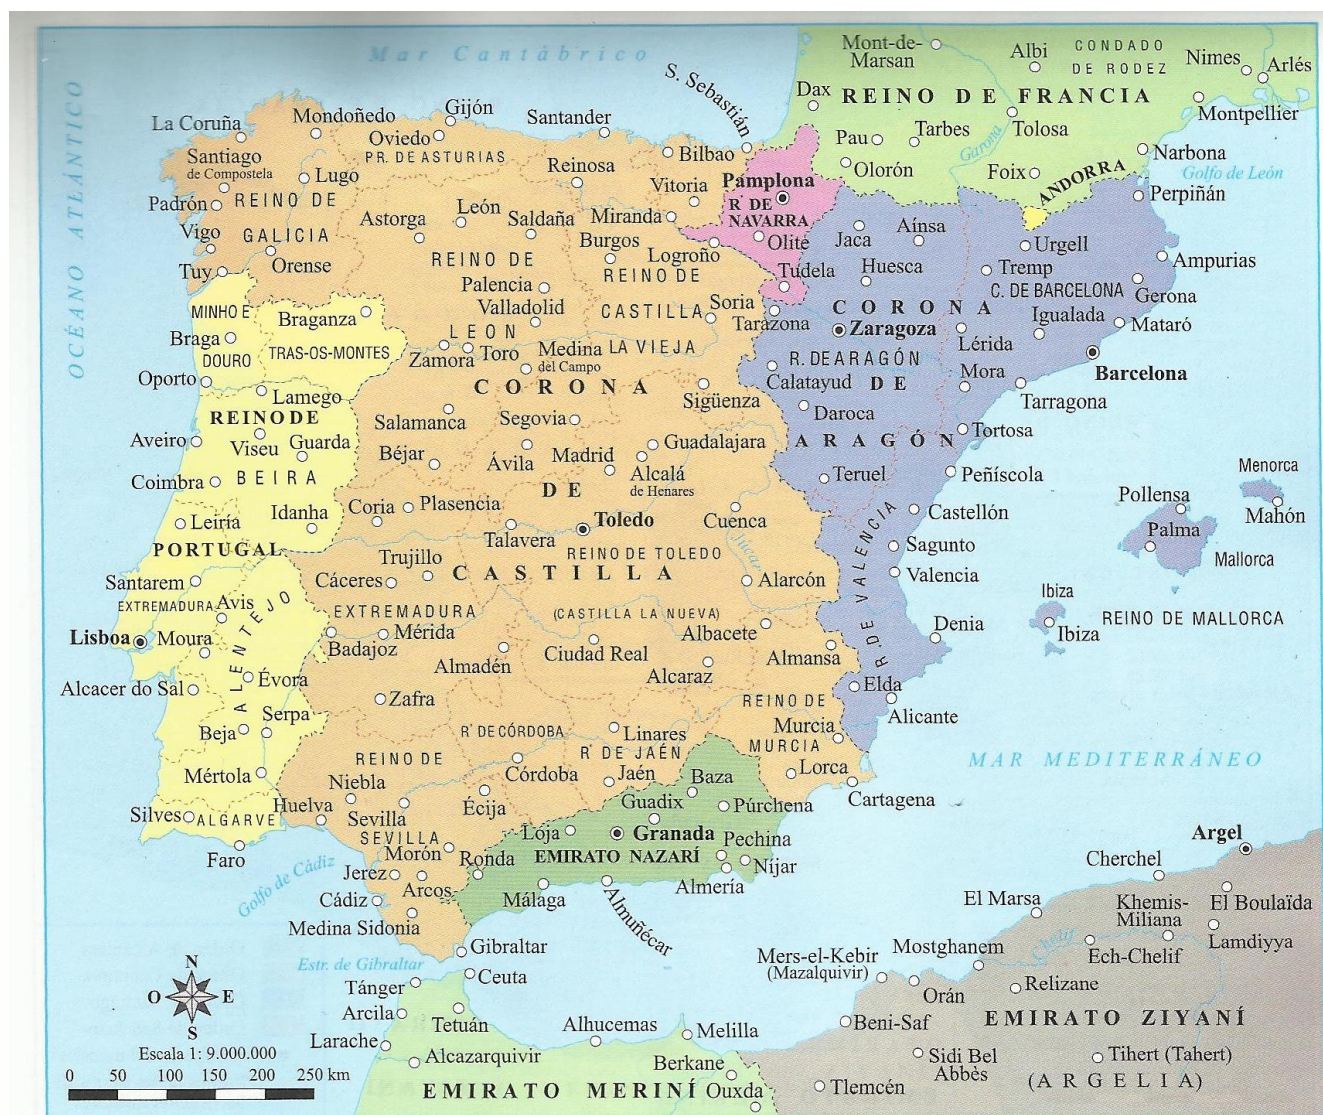 Mar Cantábrico
OCÉANO ATLÁNTICO
Mont-de-
Marsan
Albi
CONDADO
DE RODEZ
Nimes
Arlés
Dax
REINO DE FRANCIA
Montpellier
S. Sebastián
Gijón
Santander
Mondoñedo
La Coruña
Oviedo
PR. DE ASTURIAS
Pau
Tarbes
Garona
Tolosa
Narbona
Golfo de León
Santiago
de Compostela
Lugo
Reinosa
Bilbao
Olorón
Foix
ANDORRA
Perpiñán
Vitoria
Pamplona
Padrón
REINO DE
GALICIA
Astorga
León
Saldaña
Miranda
Rº DE
NAVARRA
Olite
Jaca
Aínsa
Urgell
Ampurias
Vigo
Burgos
Logroño
Tuy
Orense
REINO DE
LEON
REINO DE
CASTILLA
LA VIEJA
Tudela
Huesca
Tremp
C. DE BARCELONA
Gerona
Palencia
Valladolid
Soria
Tarazona
CORONA
DE
ARAGÓN
Zaragoza
Igualada
Mataró
MINHO E
DOURO
Braganza
TRAS-OS-MONTES
Braga
Zamora
Toro
Medina
del Campo
R. DE ARAGÓN
Lérida
Barcelona
Oporto
Lamego
CORONA
DE
CASTILLA
Sigüenza
Calatayud
Mora
Daroca
Tarragona
REINO DE
PORTUGAL
Salamanca
Segovia
Guadalajara
Tortosa
Aveiro
Viseu
Guarda
Béjar
Ávila
Madrid
Alcalá
de Henares
Teruel
Peñíscola
Menorca
Coimbra
BEIRA
Pollensa
Mahón
Leiría
Idanha
Coria
Plasencia
Talavera
Toledo
Cuenca
Júcar
Castellón
Palma
Mallorca
Trujillo
REINO DE TOLEDO
Sagunto
Santarem
Cáceres
Alarcón
Valencia
R. DE VALENCIA
Ibiza
EXTREMADURA
Avis
ALENTEJO
EXTREMADURA
(CASTILLA LA NUEVA)
Ibiza
REINO DE MALLORCA
Lisboa
Moura
Badajoz
Mérida
Albacete
Denia
Almadén
Ciudad Real
Almansa
Alcacer do Sal
Évora
Alcaraz
Elda
Zafra
REINO DE
MURCIA
Alicante
Serpa
Beja
Rº DE CÓRDOBA
Linares
Rº DE JAÉN
Murcia
MAR MEDITERRÁNEO
REINO DE
SEVILLA
Mértola
Niebla
Córdoba
Jaén
Baza
Lorca
Silves
ALGARVE
Huelva
Sevilla
Écija
Guadix
Púrchena
Cartagena
Faro
Loja
Granada
Pechina
Argel
Morón
Ronda
EMIRATO NAZARÍ
Níjar
Cherchel
Golfo de Cádiz
Jerez
Arcos
Almería
Cádiz
Málaga
Almuñécar
El Marsa
Khemis-
Miliana
El Boulaïda
Medina Sidonia
Chelif
Lamdiyya
Gibraltar
Mers-el-Kebir
(Mazalquivir)
Mostghanem
Ech-Chelif
Estr. de Gibraltar
Ceuta
Tánger
Orán
Relizane
Arcila
Tetuán
Alhucemas
Melilla
Beni-Saf
EMIRATO ZIYANÍ
Larache
Alcazarquivir
Berkane
Sidi Bel
Abbès
Tihert (Tahert)
EMIRATO MERINÍ
Ouxda
Tlemcén
(ARGELIA)
N
O
E
S
Escala 1: 9.000.000
0 50 100 150 200 250 km